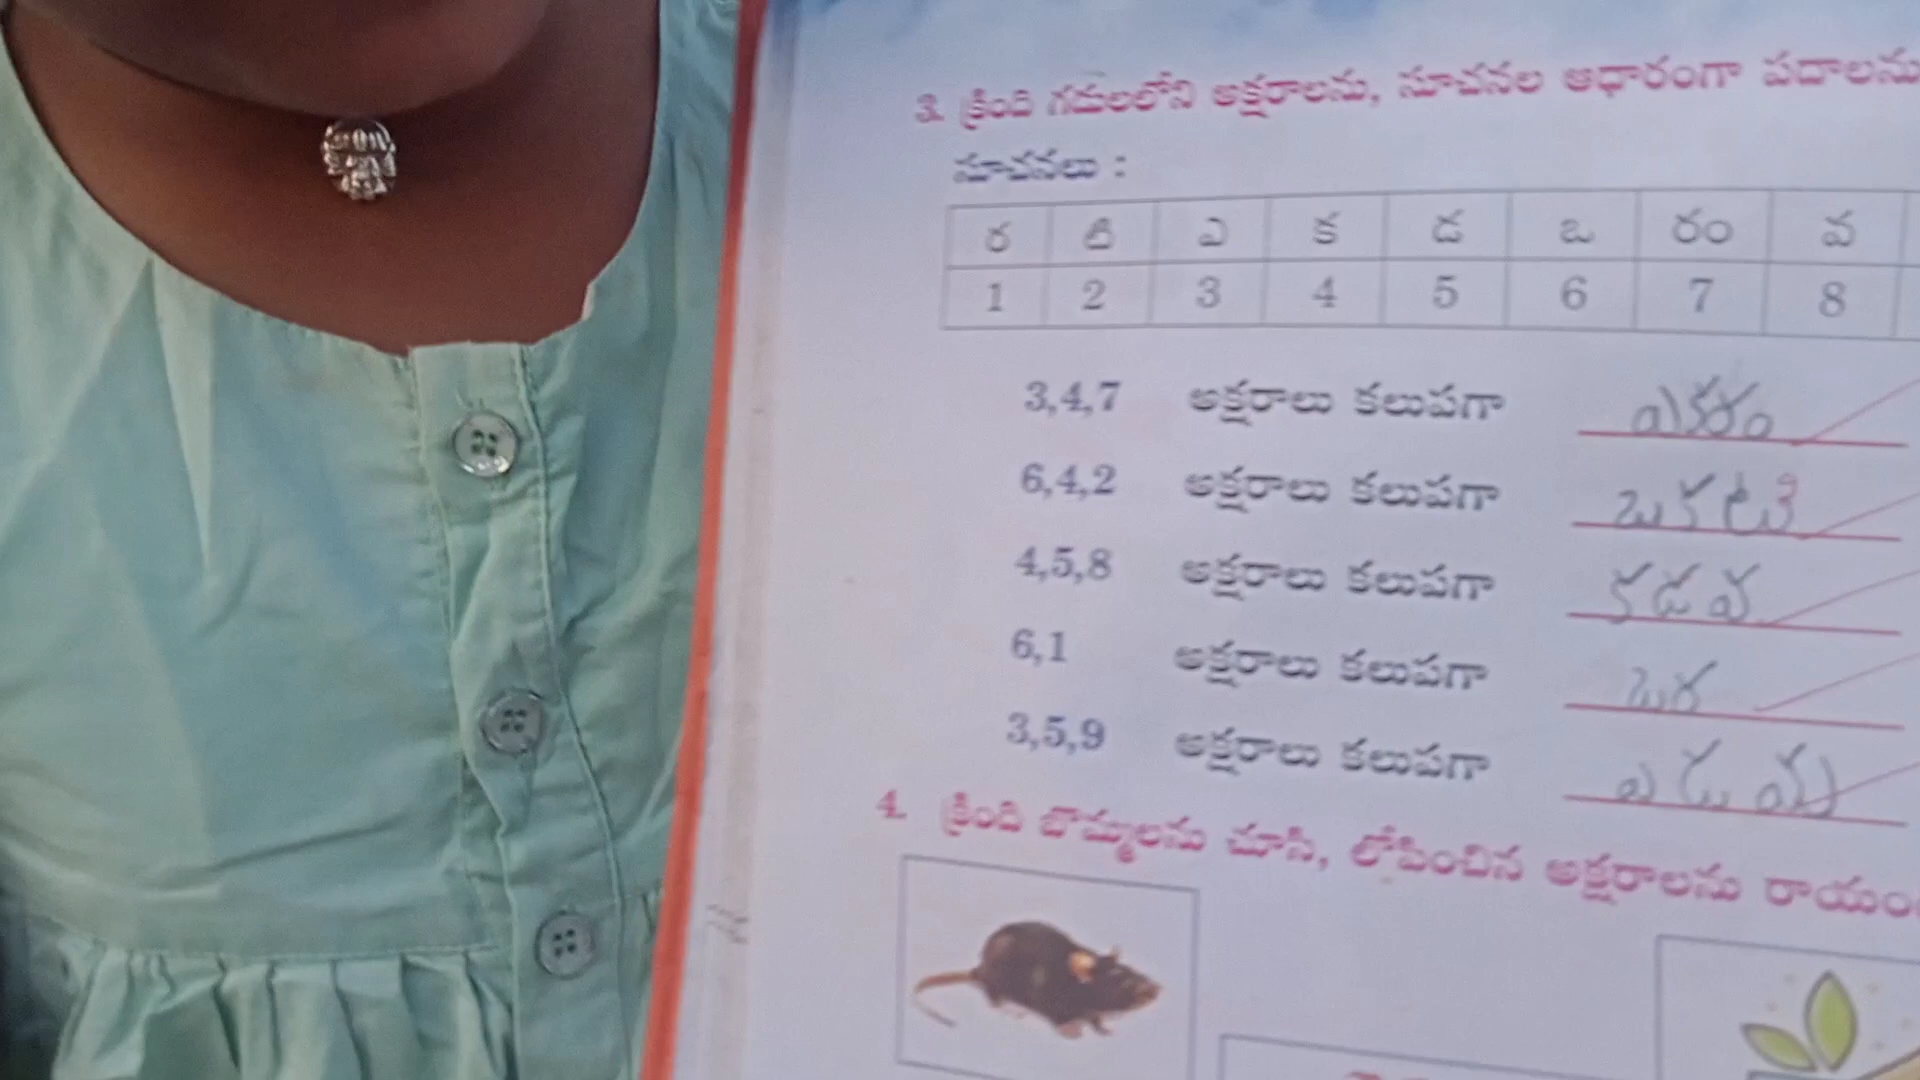 3. క్రింది గడులలోని అక్షరాలను, సూచనల ఆధారంగా పదాలను
సూచనలు :
ర టి ఎ క డ ఒ రం వ
1 2 3 4 5 6 7 8
3,4,7 అక్షరాలు కలుపగా ఎకరం
6,4,2 అక్షరాలు కలుపగా ఒకటి
4,5,8 అక్షరాలు కలుపగా కడవ
6,1 అక్షరాలు కలుపగా ఒర
3,5,9 అక్షరాలు కలుపగా
4. క్రింది బొమ్మలను చూసి, లోపించిన అక్షరాలను